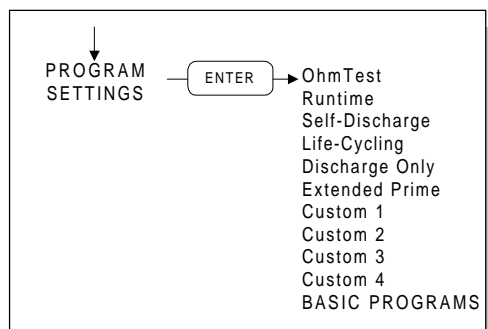 PROGRAM
SETTINGS
ENTER
OhmTest
Runtime
Self-Discharge
Life-Cycling
Discharge Only
Extended Prime
Custom 1
Custom 2
Custom 3
Custom 4
BASIC PROGRAMS